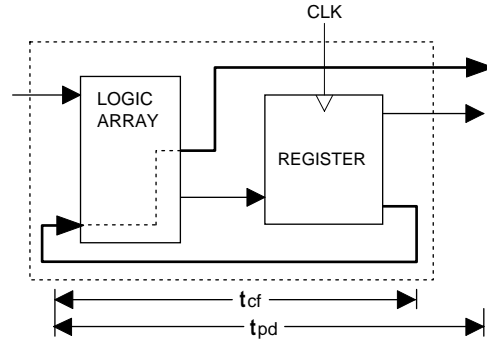 CLK
LOGIC
ARRAY
REGISTER
tcf
tpd